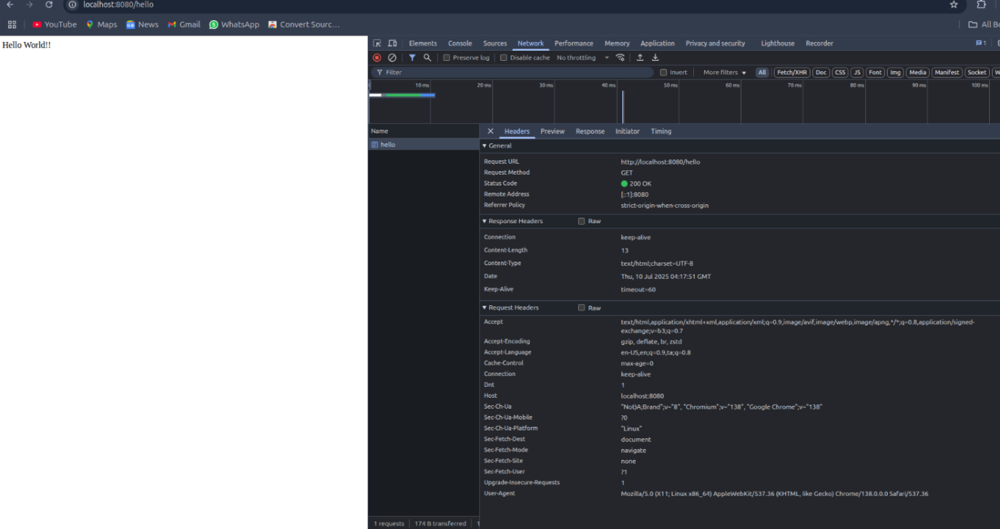 localhost:8080/hello
YouTube Maps News Gmail WhatsApp Convert Sourc... All
Hello World!!
Elements Console Sources Network Performance Memory Application Privacy and security Lighthouse Recorder 1
Preserve log Disable cache No throttling
Filter Invert More filters All Fetch/XHR Doc CSS JS Font Img Media Manifest Socket
10 ms 20 ms 30 ms 40 ms 50 ms 60 ms 70 ms 80 ms 90 ms 100 ms
Name Headers Preview Response Initiator Timing
hello
General
Request URL http://localhost:8080/hello
Request Method GET
Status Code 200 OK
Remote Address [::1]:8080
Referrer Policy strict-origin-when-cross-origin
Response Headers Raw
Connection keep-alive
Content-Length 13
Content-Type text/html;charset=UTF-8
Date Thu, 10 Jul 2025 04:17:51 GMT
Keep-Alive timeout=60
Request Headers Raw
Accept text/html,application/xhtml+xml,application/xml;q=0.9,image/avif,image/webp,image/apng,*/*;q=0.8,application/signed-
exchange;v=b3;q=0.7
Accept-Encoding gzip, deflate, br, zstd
Accept-Language en-US,en;q=0.9,ta;q=0.8
Cache-Control max-age=0
Connection keep-alive
Dnt 1
Host localhost:8080
Sec-Ch-Ua "Not)A;Brand";v="8", "Chromium";v="138", "Google Chrome";v="138"
Sec-Ch-Ua-Mobile ?0
Sec-Ch-Ua-Platform "Linux"
Sec-Fetch-Dest document
Sec-Fetch-Mode navigate
Sec-Fetch-Site none
Sec-Fetch-User ?1
Upgrade-Insecure-Requests 1
User-Agent Mozilla/5.0 (X11; Linux x86_64) AppleWebKit/537.36 (KHTML, like Gecko) Chrome/138.0.0.0 Safari/537.36
1 requests 174 B transferred 1